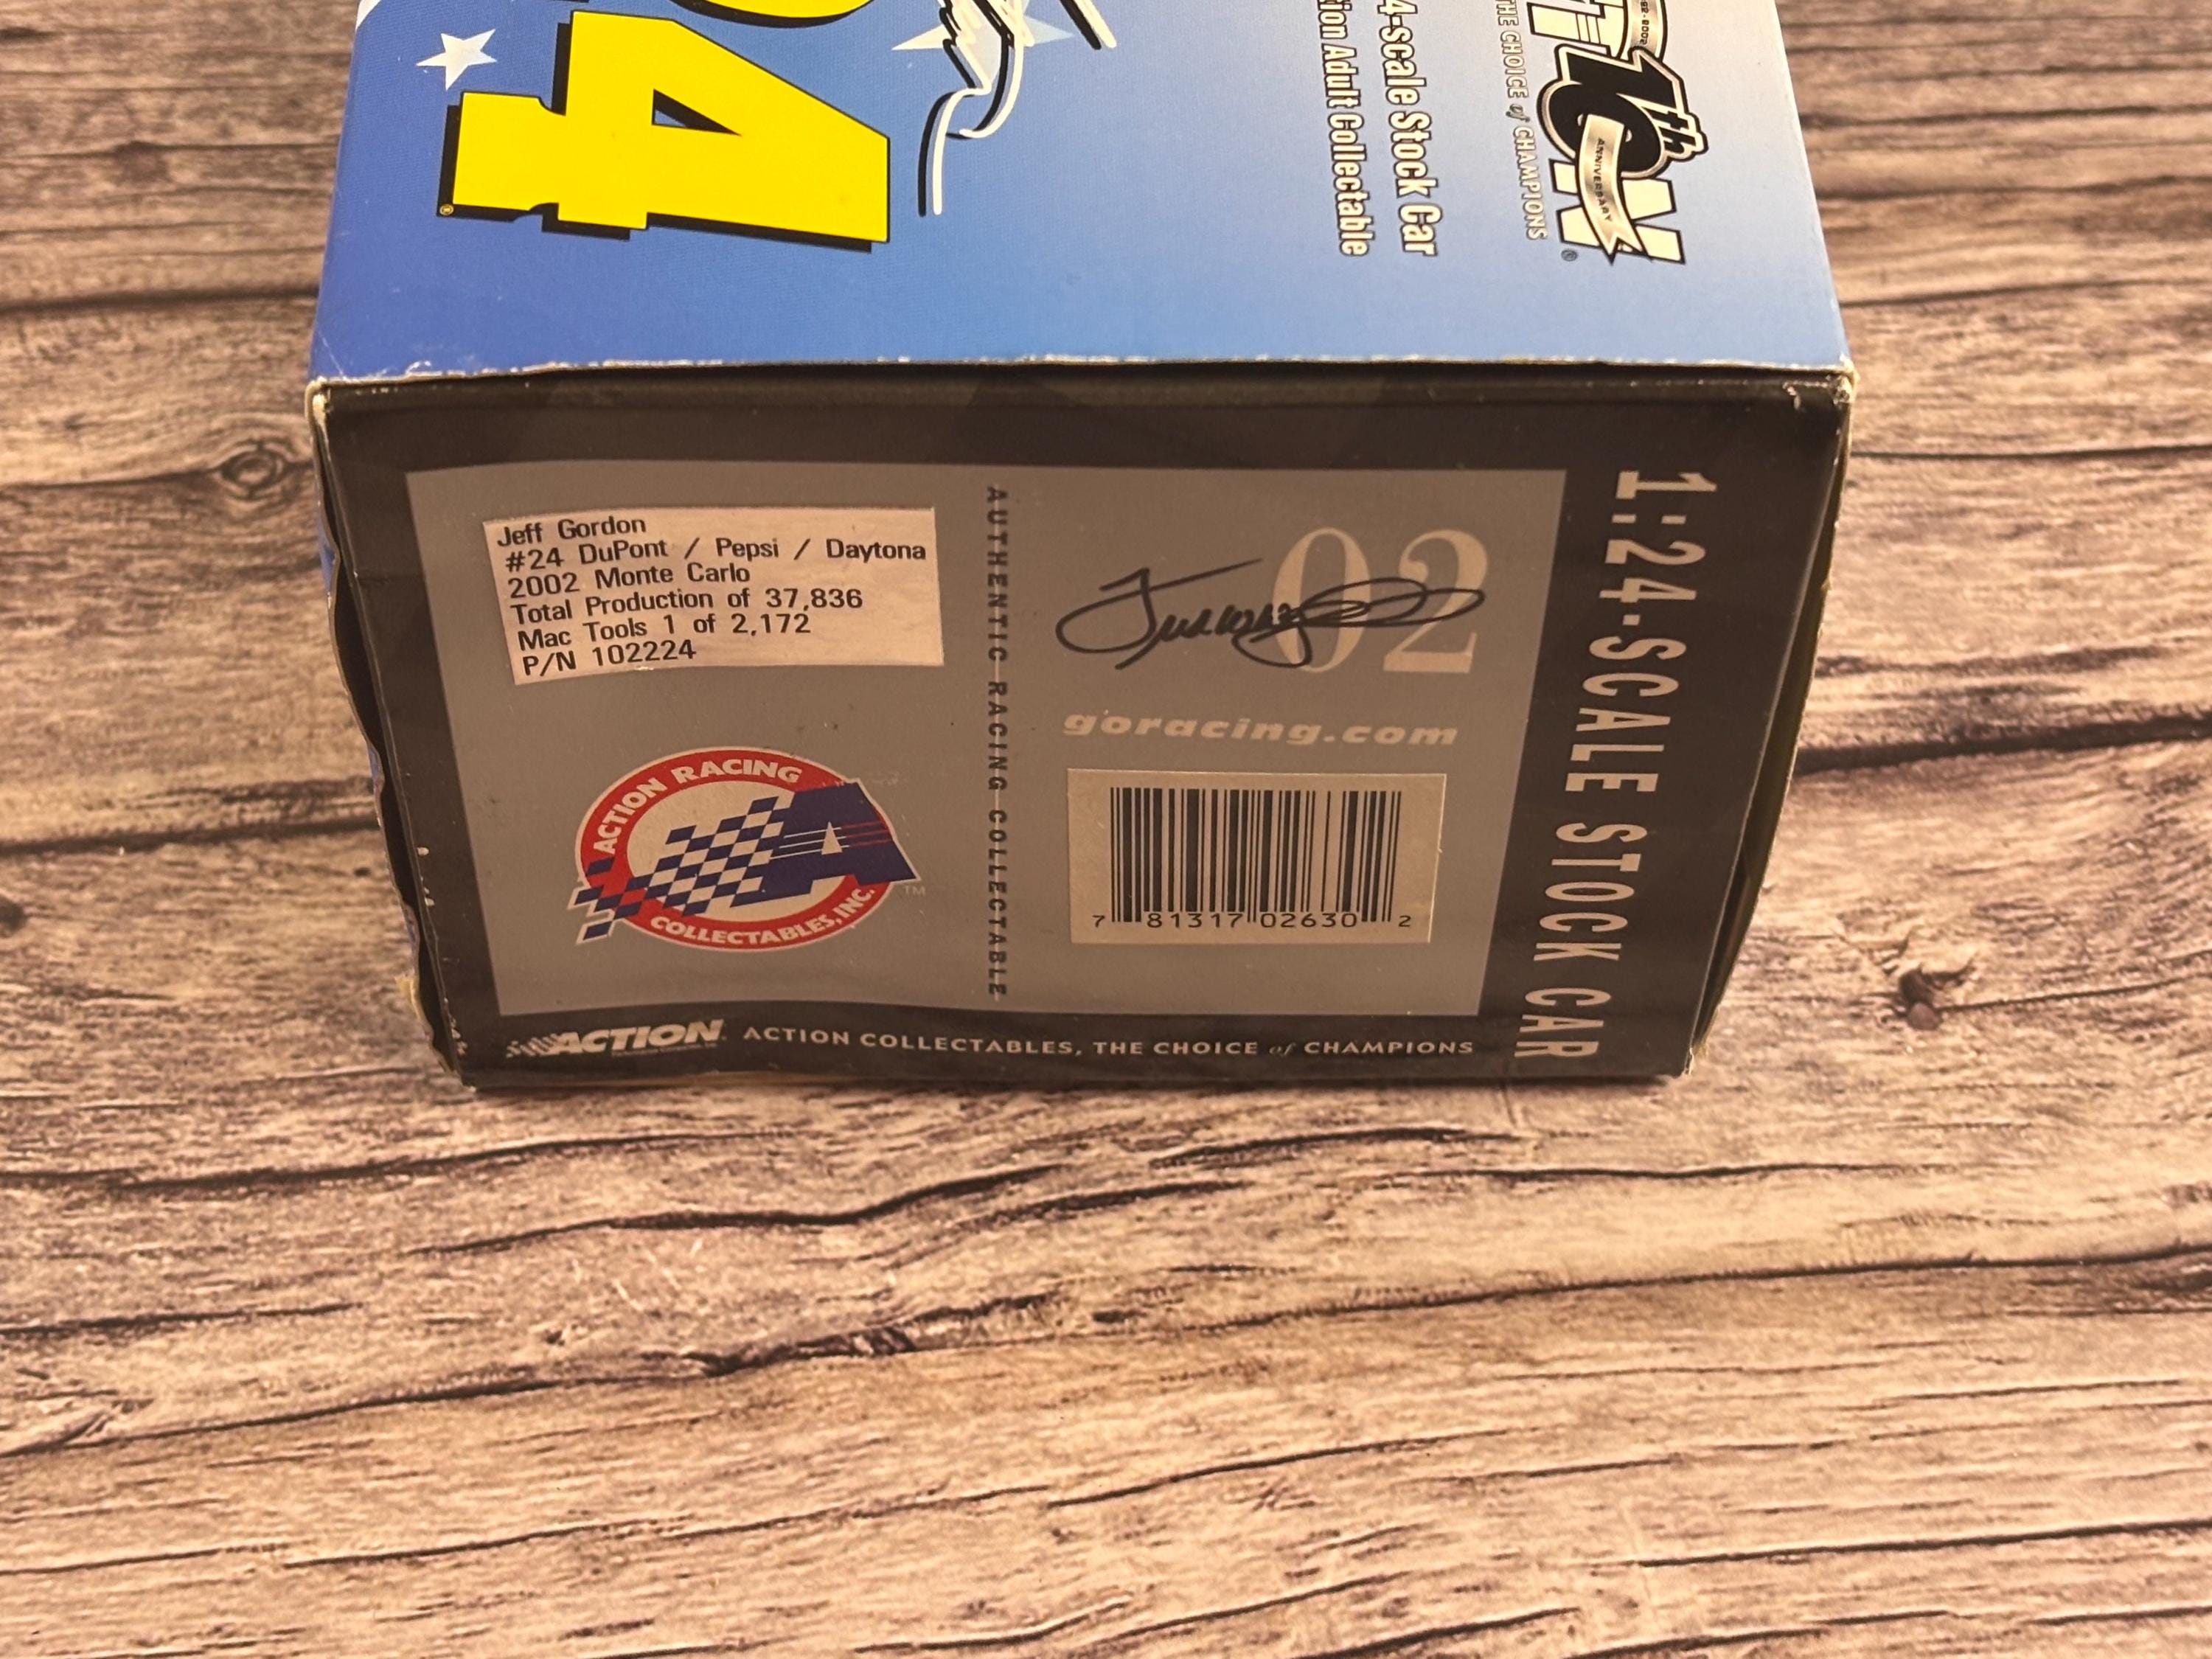 24
4-scale Stock Car
tion Adult Collectable
THE CHOICE of CHAMPIONS
10th
ANNIVERSARY
Jeff Gordon
#24 DuPont / Pepsi / Daytona
2002 Monte Carlo
Total Production of 37,836
Mac Tools 1 of 2,172
P/N 102224
ACTION RACING
COLLECTABLES, INC.
TM
AUTHENTIC RACING COLLECTABLE
02
goracing.com
7 81317 02630 2
1:24-SCALE STOCK CAR
ACTION ACTION COLLECTABLES, THE CHOICE of CHAMPIONS